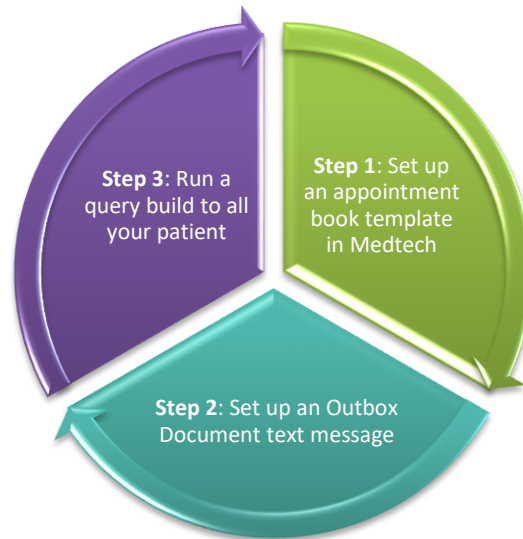 Step 1: Set up
an appointment
book template
in Medtech
Step 2: Set up an Outbox
Document text message
Step 3: Run a
query build to all
your patient